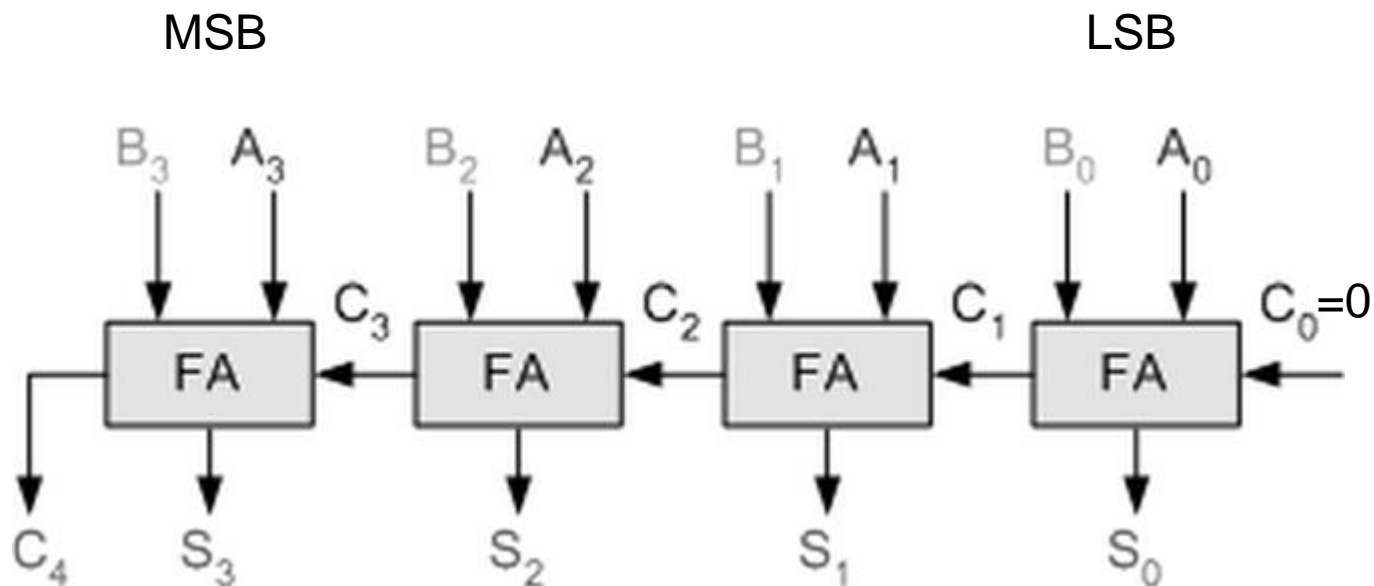 MSB LSB
B₃ A₃ B₂ A₂ B₁ A₁ B₀ A₀
C₃ C₂ C₁ C₀=0
FA FA FA FA
C₄ S₃ S₂ S₁ S₀